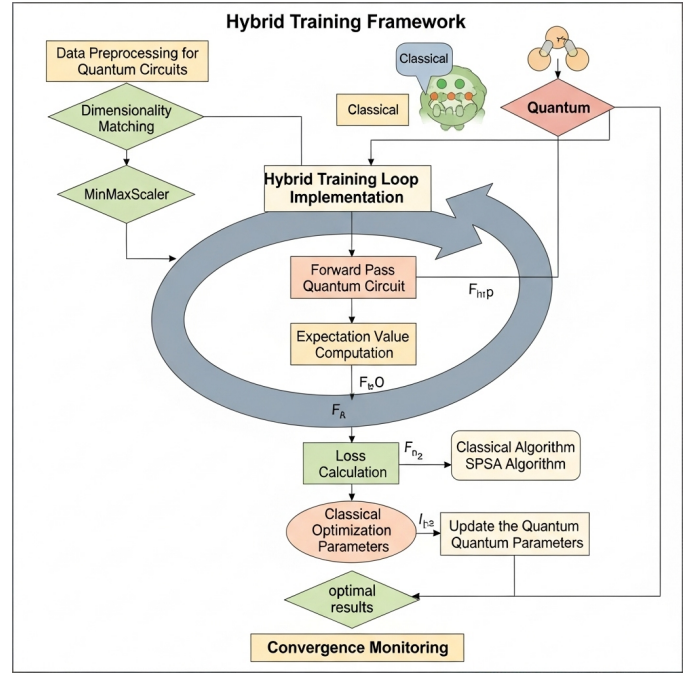 Hybrid Training Framework
Data Preprocessing for
Quantum Circuits
Classical
Classical
Quantum
Dimensionality
Matching
MinMaxScaler
Hybrid Training Loop
Implementation
Forward Pass
Quantum Circuit
Expectation Value
Computation
Loss
Calculation
Classical Algorithm
SPSA Algorithm
Classical
Optimization
Parameters
Update the Quantum
Quantum Parameters
optimal
results
Convergence Monitoring